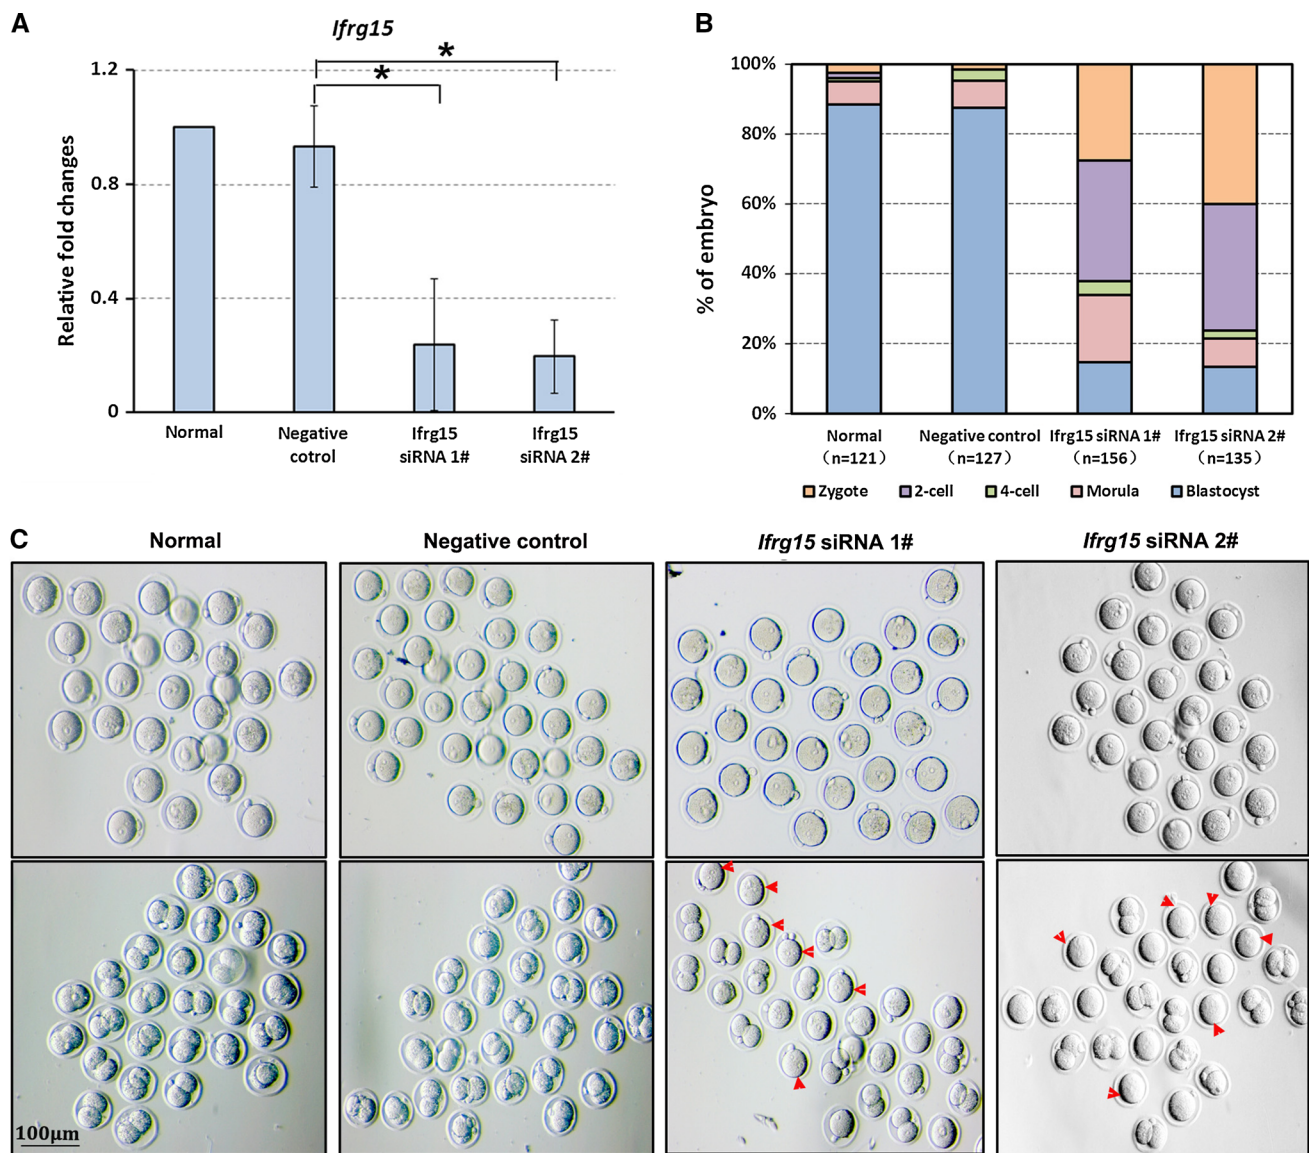 A
Ifrg15
*
*
Relative fold changes
1.2
0.8
0.4
0
Normal
Negative
cotrol
Ifrg15
siRNA 1#
Ifrg15
siRNA 2#
B
% of embryo
100%
80%
60%
40%
20%
0%
Normal
(n=121)
Negative control
(n=127)
Ifrg15 siRNA 1#
(n=156)
Ifrg15 siRNA 2#
(n=135)
Zygote 2-cell 4-cell Morula Blastocyst
C
Normal
Negative control
Ifrg15 siRNA 1#
Ifrg15 siRNA 2#
100μm